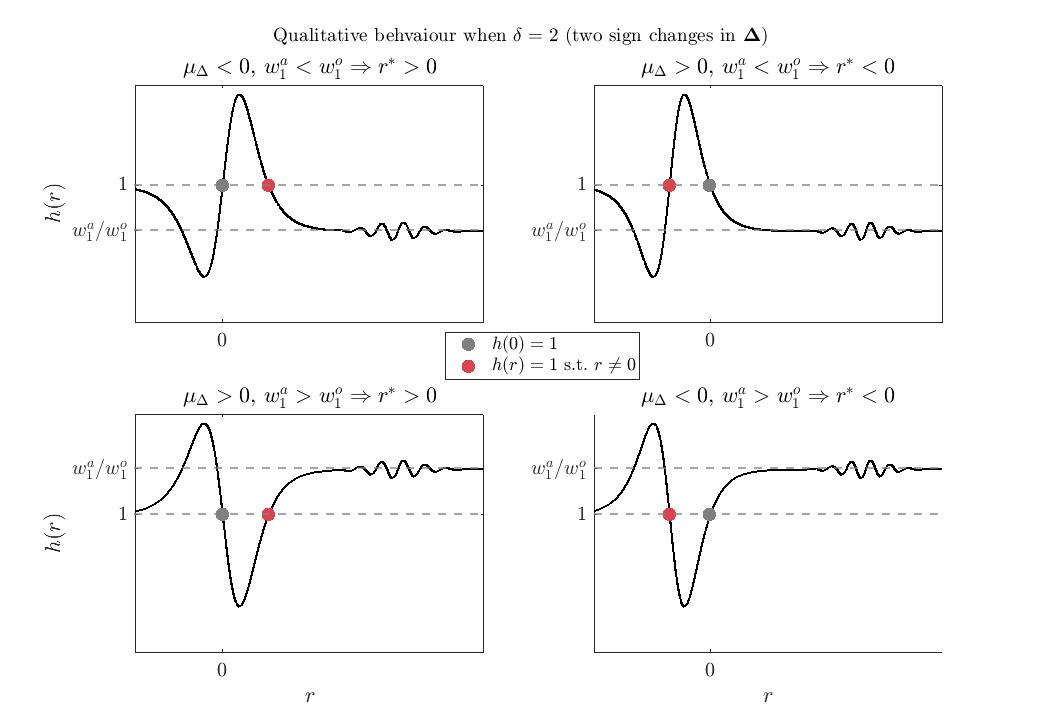 Qualitative behvaiour when δ = 2 (two sign changes in Δ)
μ_Δ < 0, w_1^a < w_1^o ⇒ r* > 0
h(r)
1
w_1^a/w_1^o
0
μ_Δ > 0, w_1^a < w_1^o ⇒ r* < 0
1
w_1^a/w_1^o
0
h(0) = 1
h(r) = 1 s.t. r ≠ 0
μ_Δ > 0, w_1^a > w_1^o ⇒ r* > 0
h(r)
w_1^a/w_1^o
1
0
r
μ_Δ < 0, w_1^a > w_1^o ⇒ r* < 0
w_1^a/w_1^o
1
0
r